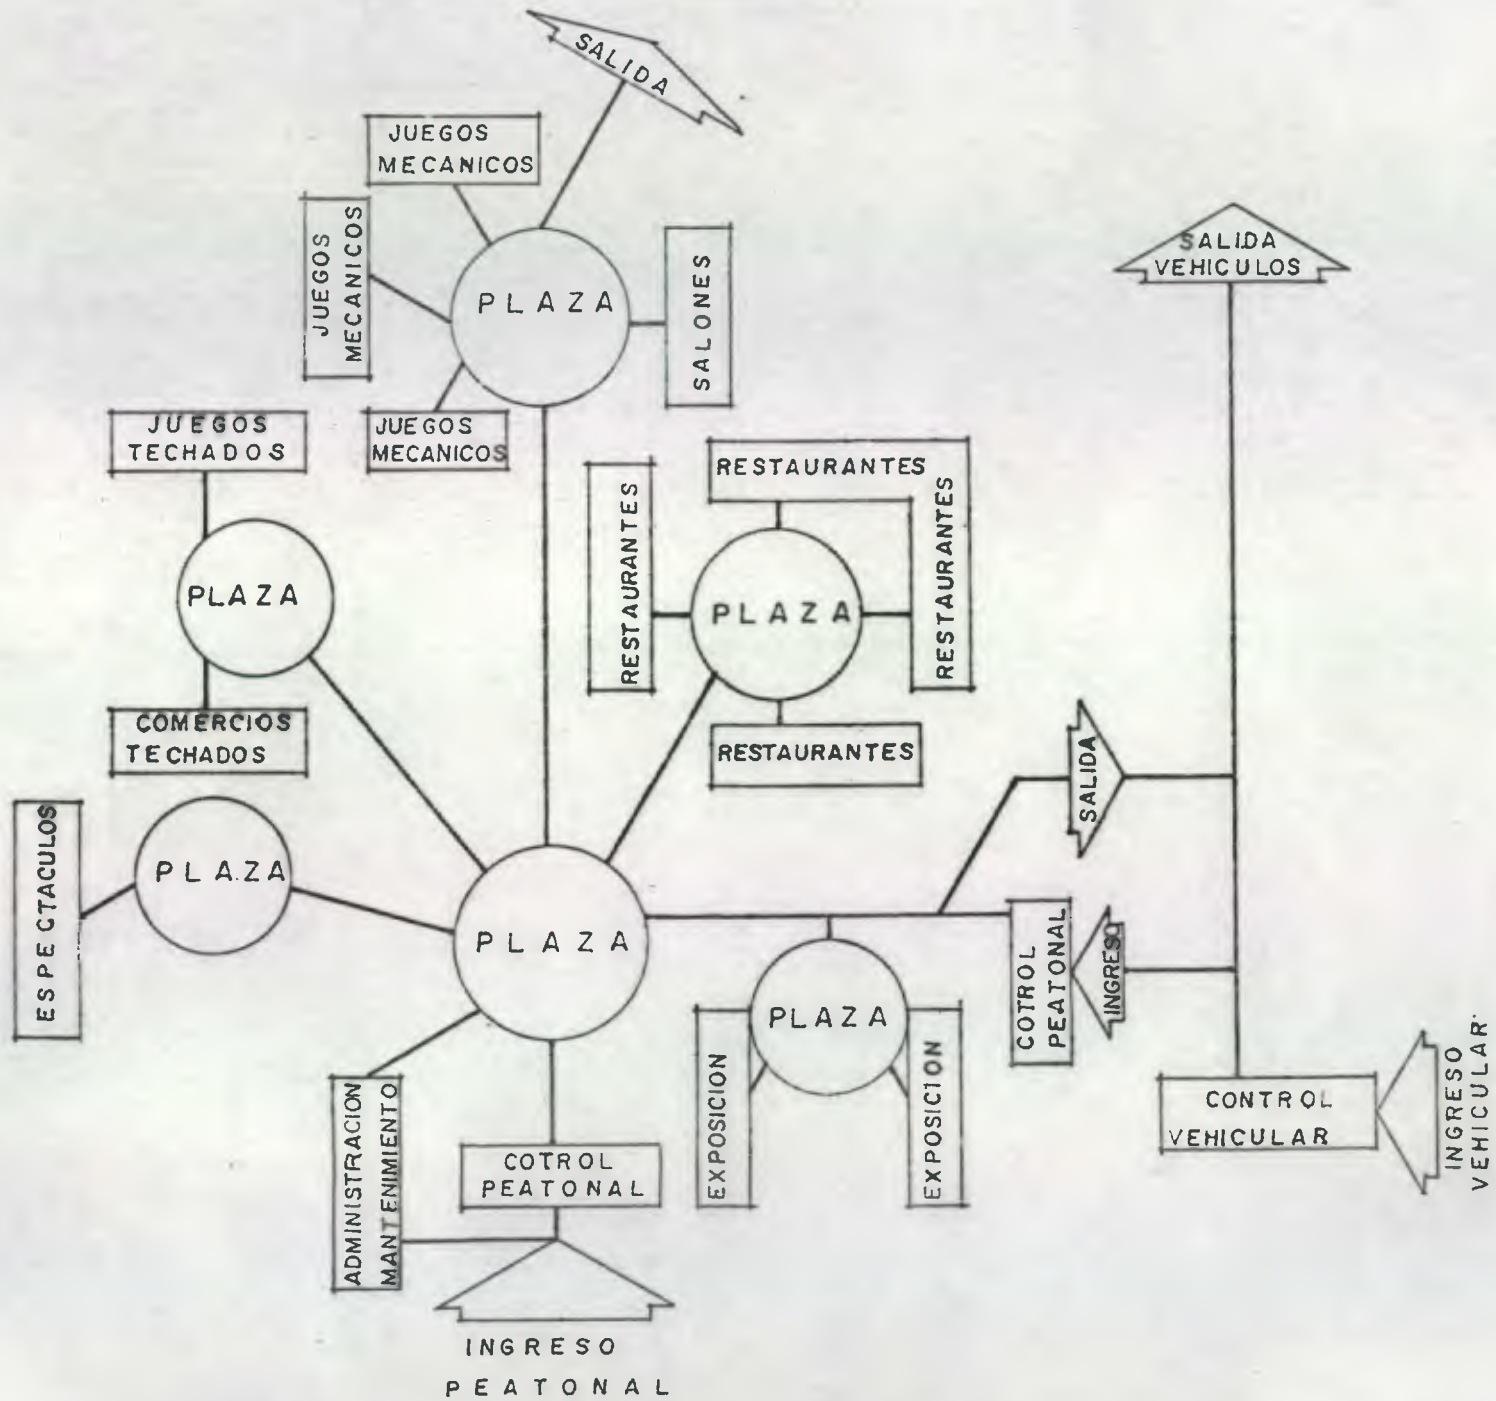 SALIDA
JUEGOS
MECANICOS
JUEGOS
MECANICOS
PLAZA
SALONES
SALIDA
VEHICULOS
JUEGOS
TECHADOS
JUEGOS
MECANICOS
RESTAURANTES
RESTAURANTES
RESTAURANTES
PLAZA
PLAZA
COMERCIOS
TECHADOS
RESTAURANTES
SALIDA
ESPECTACULOS
PLAZA
PLAZA
COTROL
PEATONAL
INGRESO
PLAZA
EXPOSICION
EXPOSICION
CONTROL
VEHICULAR
INGRESO
VEHICULAR
ADMINISTRACION
MANTENIMIENTO
COTROL
PEATONAL
INGRESO
PEATONAL